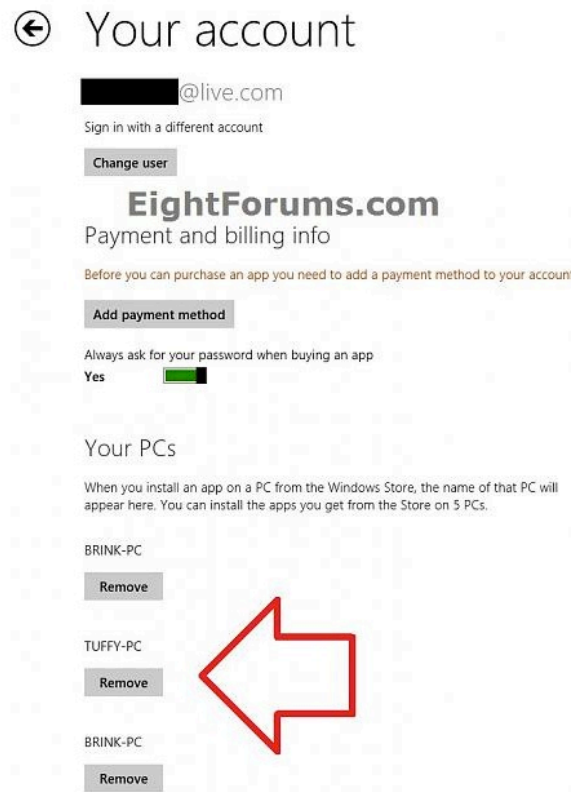 Your account
@live.com
Sign in with a different account
Change user
EightForums.com
Payment and billing info
Before you can purchase an app you need to add a payment method to your account
Add payment method
Always ask for your password when buying an app
Yes
Your PCs
When you install an app on a PC from the Windows Store, the name of that PC will
appear here. You can install the apps you get from the Store on 5 PCs.
BRINK-PC
Remove
TUFFY-PC
Remove
BRINK-PC
Remove